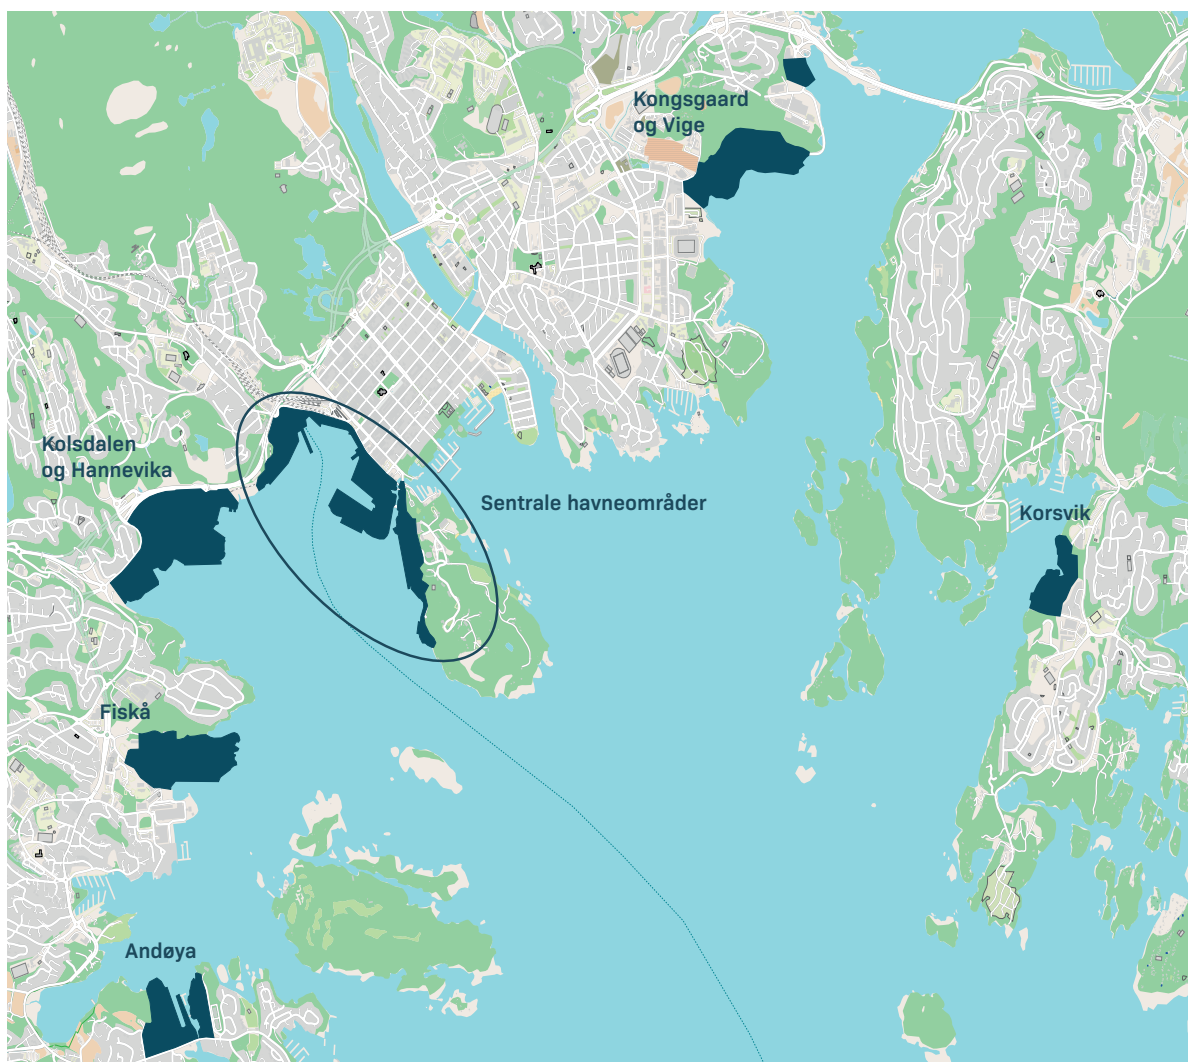 Kongsgaard
og Vige
Kolsdalen
og Hannevika
Sentrale havneområder
Korsvik
Fiskå
Andøya